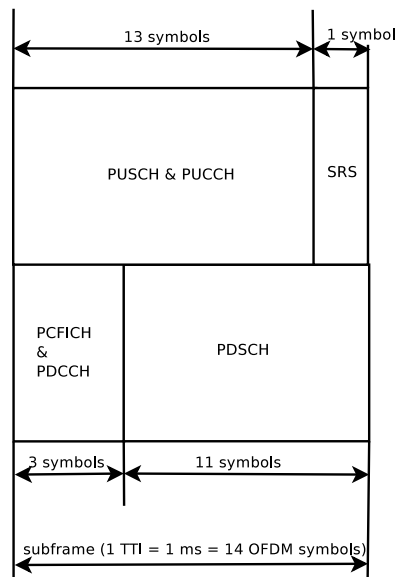 13 symbols
1 symbol
PUSCH & PUCCH
SRS
PCFICH
&
PDCCH
PDSCH
3 symbols
11 symbols
subframe (1 TTI = 1 ms = 14 OFDM symbols)